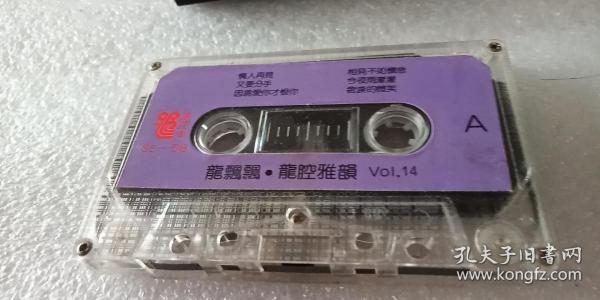 情人再見
又要分手
因為愛你才恨你
相見不如懷念
今夜雨濛濛
含淚的微笑
A
龍飄飄·龍腔雅韻 Vol.14
孔夫子旧书网
www.kongfz.com